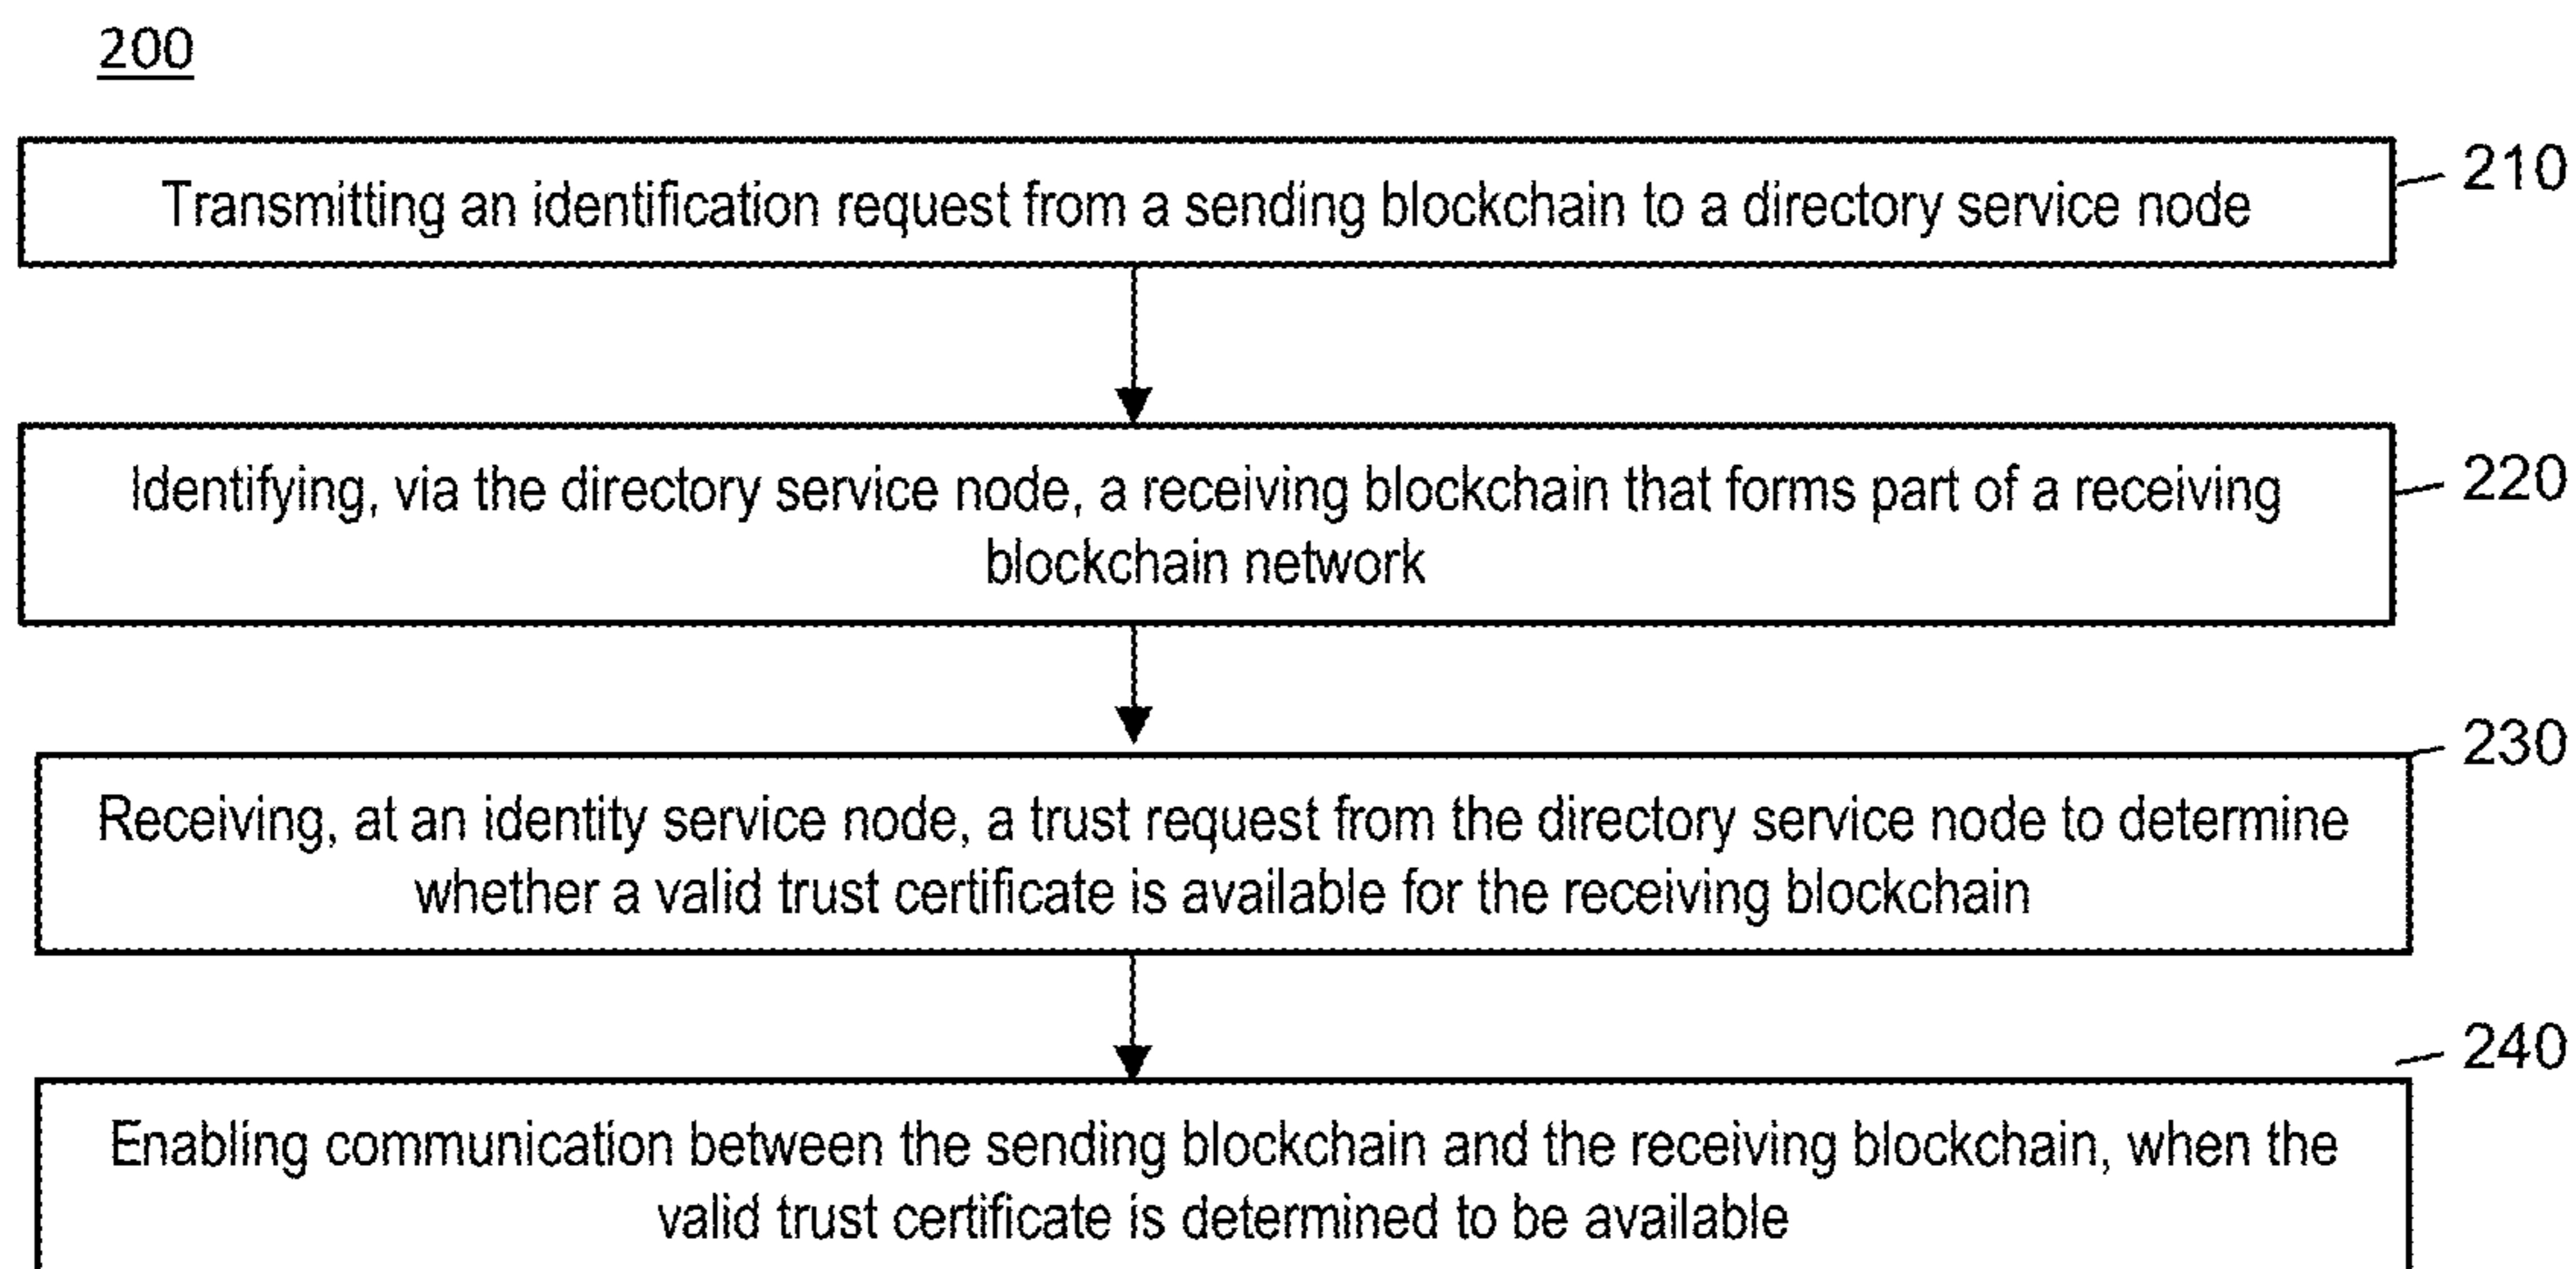 200
Transmitting an identification request from a sending blockchain to a directory service node
210
Identifying, via the directory service node, a receiving blockchain that forms part of a receiving
blockchain network
220
Receiving, at an identity service node, a trust request from the directory service node to determine
whether a valid trust certificate is available for the receiving blockchain
230
Enabling communication between the sending blockchain and the receiving blockchain, when the
valid trust certificate is determined to be available
240